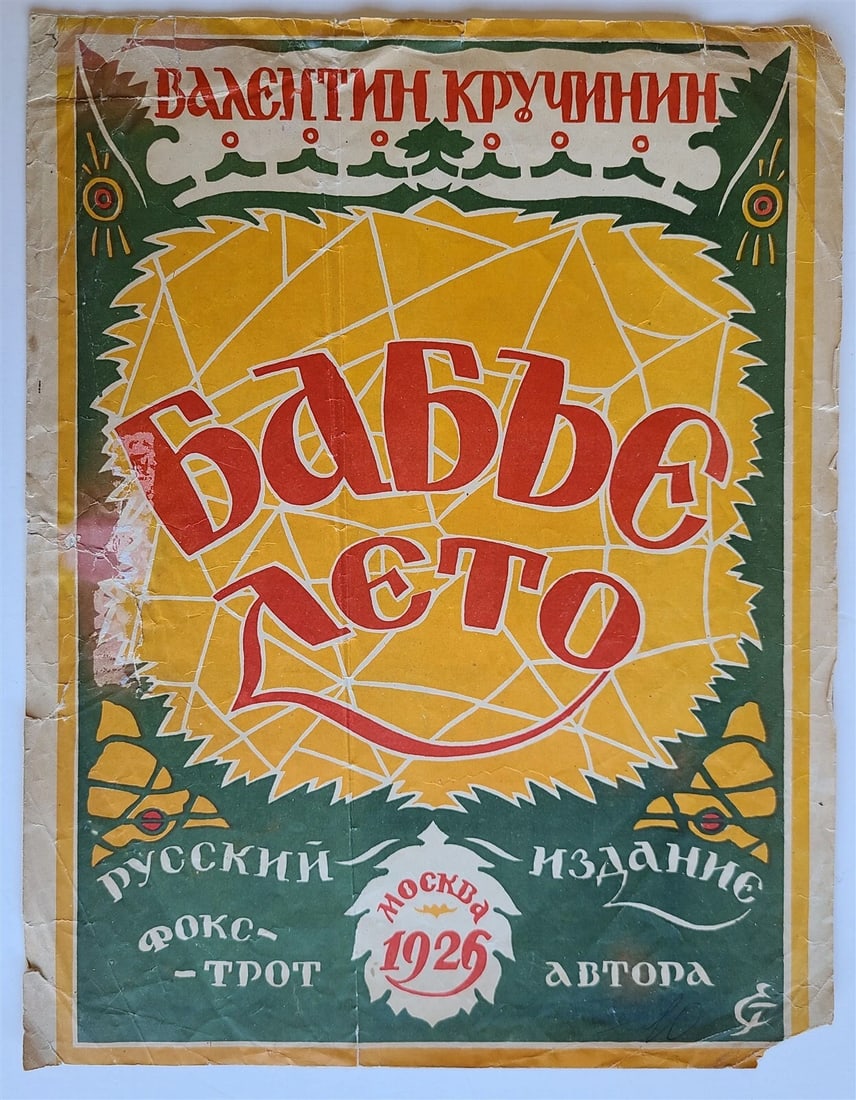 ВАЛЕНТИН КРУЧИНИН
БАБЬЕ
ЛЕТО
РУССКИЙ
ФОКС-
-ТРОТ
МОСКВА
1926
ИЗДАНИЕ
АВТОРА